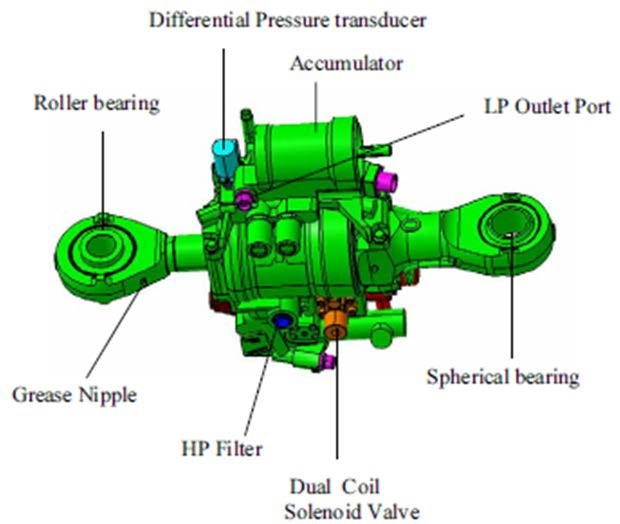 Differential Pressure transducer
Accumulator
Roller bearing
LP Outlet Port
Grease Nipple
Spherical bearing
HP Filter
Dual Coil
Solenoid Valve